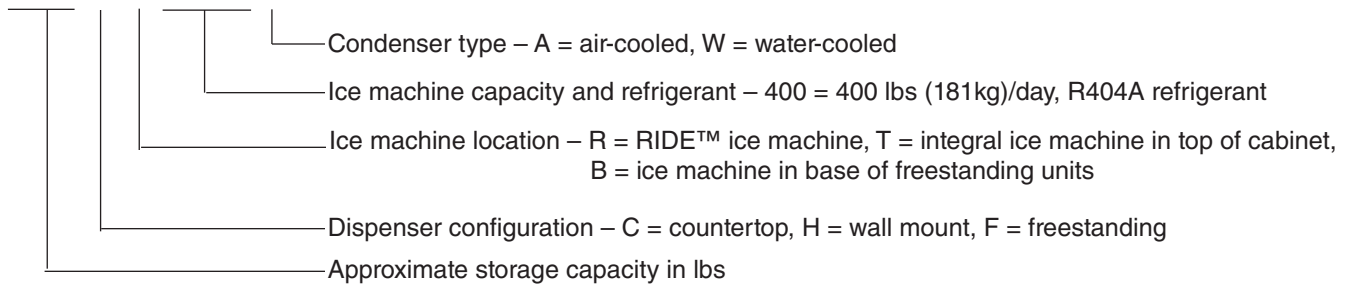 Condenser type – A = air-cooled, W = water-cooled
Ice machine capacity and refrigerant – 400 = 400 lbs (181kg)/day, R404A refrigerant
Ice machine location – R = RIDE™ ice machine, T = integral ice machine in top of cabinet,
B = ice machine in base of freestanding units
Dispenser configuration – C = countertop, H = wall mount, F = freestanding
Approximate storage capacity in lbs